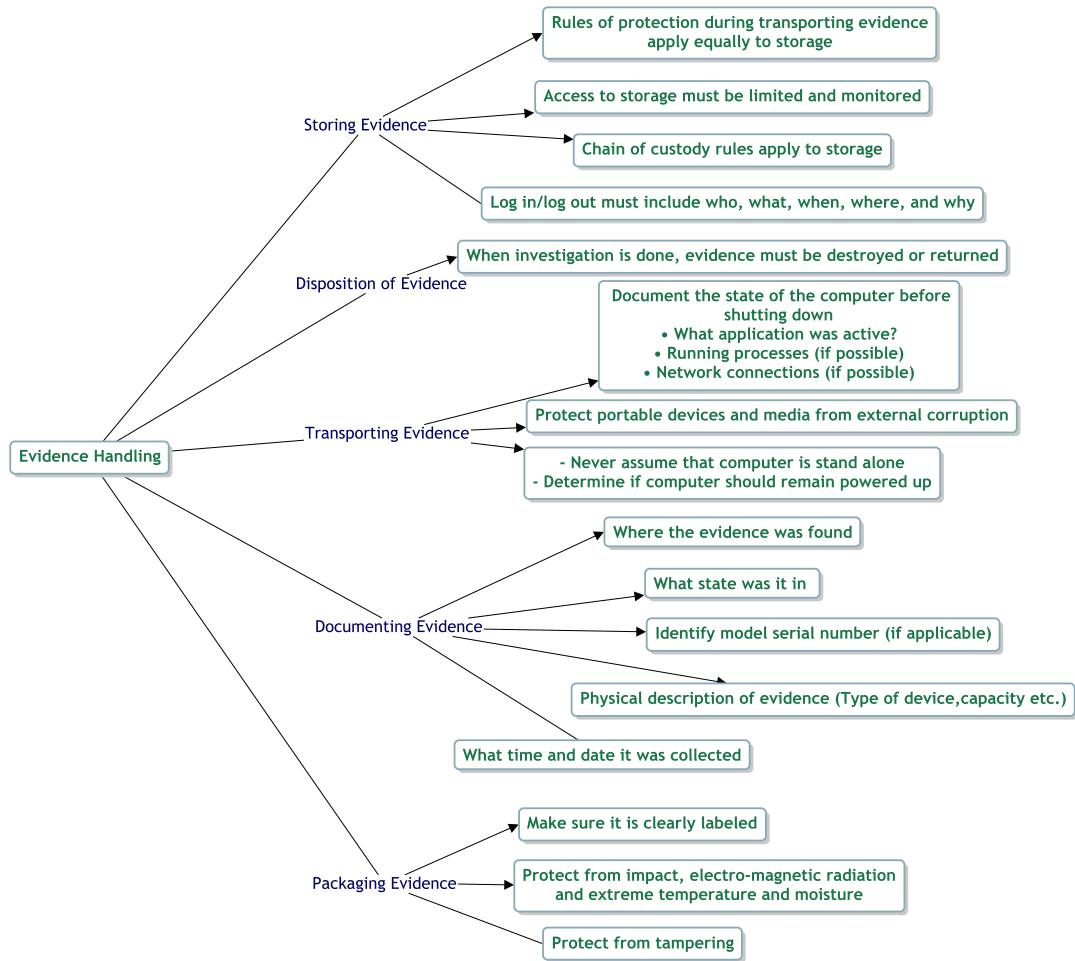 Rules of protection during transporting evidence
apply equally to storage
Access to storage must be limited and monitored
Storing Evidence
Chain of custody rules apply to storage
Log in/log out must include who, what, when, where, and why
When investigation is done, evidence must be destroyed or returned
Disposition of Evidence
Document the state of the computer before
shutting down
• What application was active?
• Running processes (if possible)
• Network connections (if possible)
Protect portable devices and media from external corruption
Transporting Evidence
Evidence Handling
- Never assume that computer is stand alone
- Determine if computer should remain powered up
Where the evidence was found
What state was it in
Documenting Evidence
Identify model serial number (if applicable)
Physical description of evidence (Type of device,capacity etc.)
What time and date it was collected
Make sure it is clearly labeled
Packaging Evidence
Protect from impact, electro-magnetic radiation
and extreme temperature and moisture
Protect from tampering